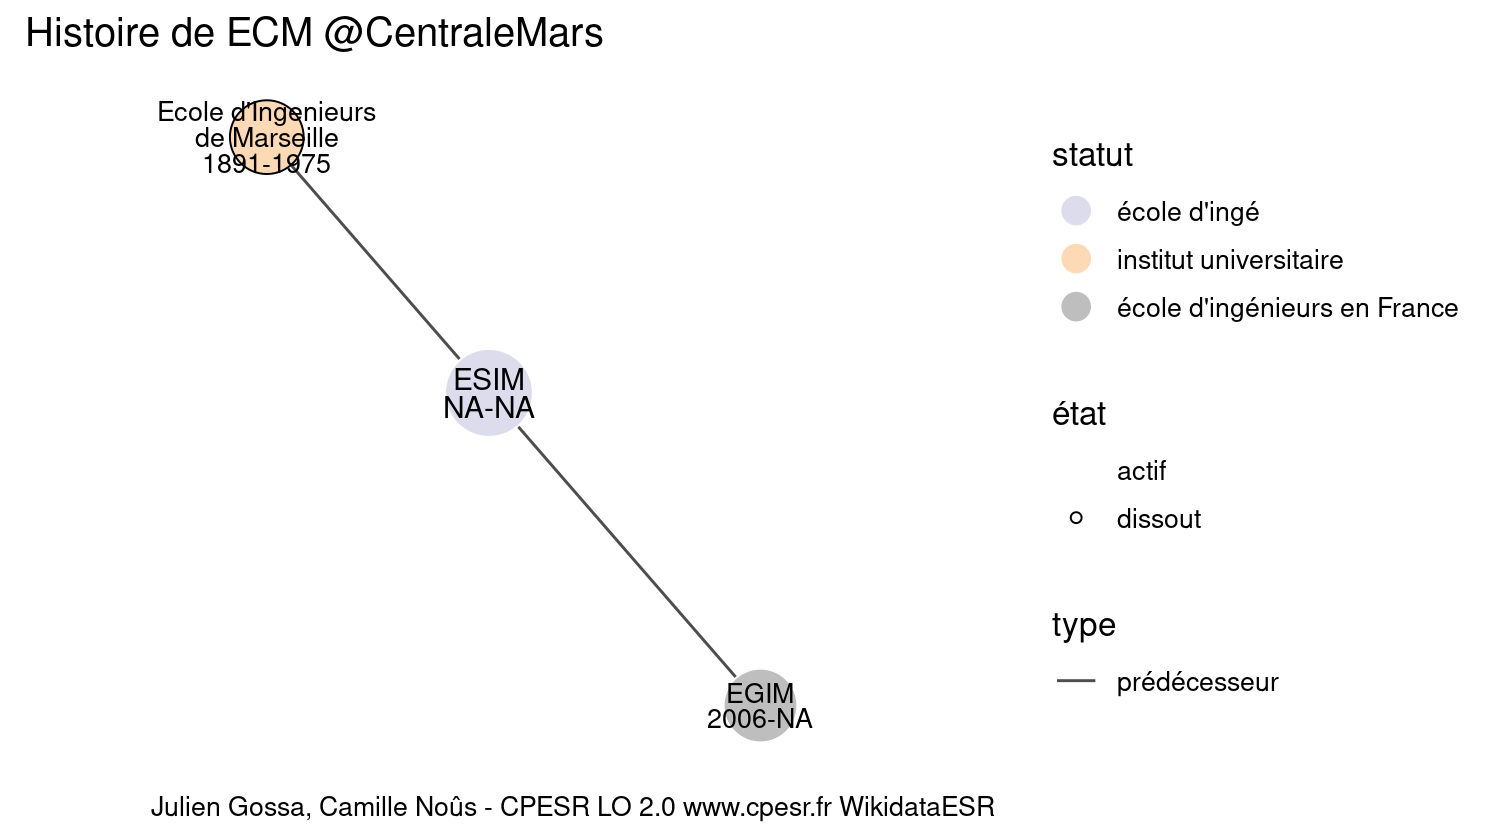 Histoire de ECM @CentraleMars
Ecole d'Ingenieurs
de Marseille
1891-1975
ESIM
NA-NA
EGIM
2006-NA
statut
école d'ingé
institut universitaire
école d'ingénieurs en France
état
actif
dissout
type
prédécesseur
Julien Gossa, Camille Noûs - CPESR LO 2.0 www.cpesr.fr WikidataESR